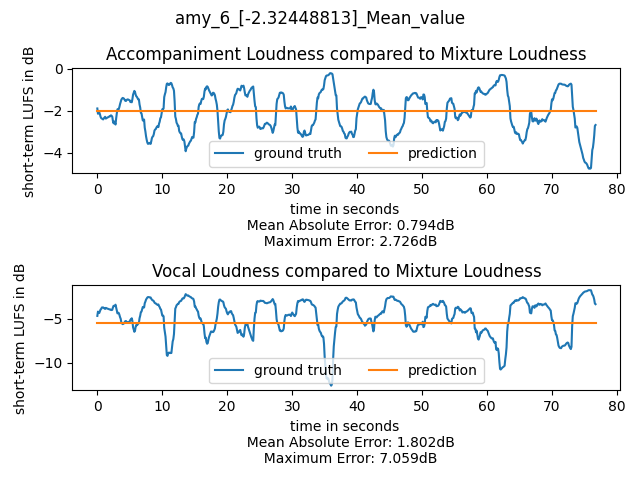 amy_6_[-2.32448813]_Mean_value
Accompaniment Loudness compared to Mixture Loudness
short-term LUFS in dB
0
−2
−4
ground truth
prediction
0 10 20 30 40 50 60 70 80
time in seconds
Mean Absolute Error: 0.794dB
Maximum Error: 2.726dB
Vocal Loudness compared to Mixture Loudness
short-term LUFS in dB
−5
−10
ground truth
prediction
0 10 20 30 40 50 60 70 80
time in seconds
Mean Absolute Error: 1.802dB
Maximum Error: 7.059dB